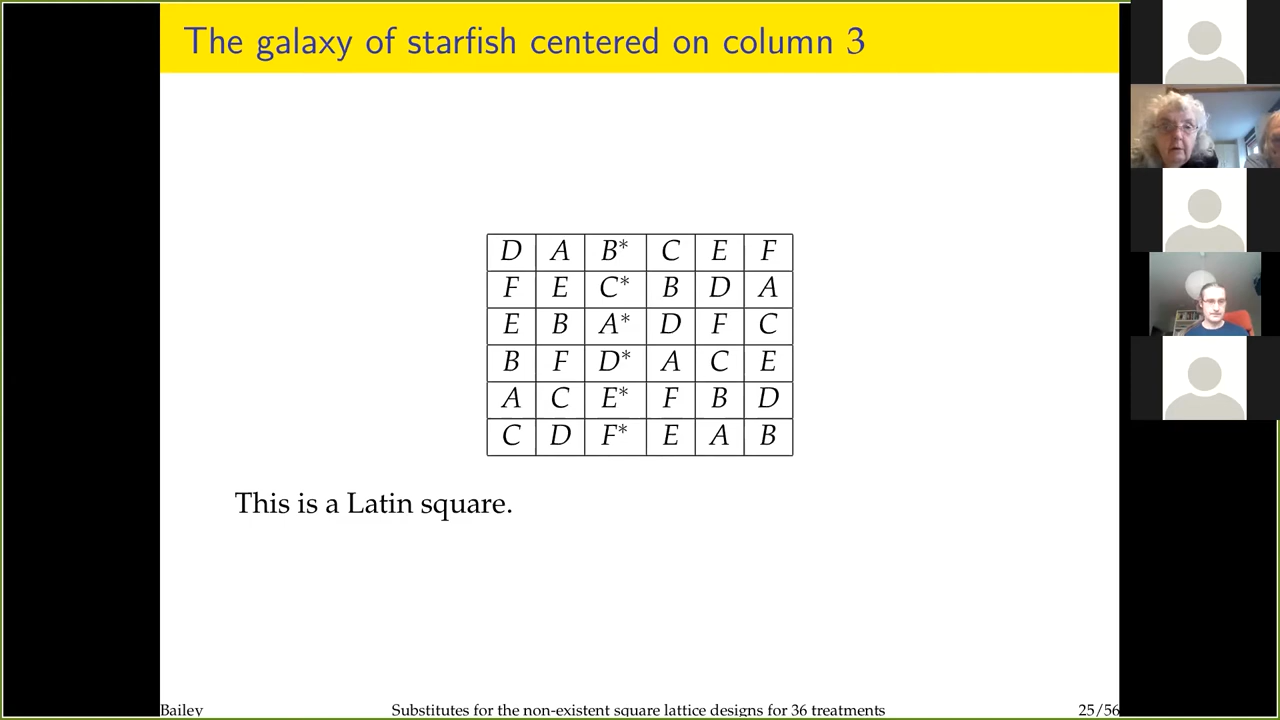 The galaxy of starfish centered on column 3
D A B* C E F
F E C* B D A
E B A* D F C
B F D* A C E
A C E* F B D
C D F* E A B
This is a Latin square.
Bailey Substitutes for the non-existent square lattice designs for 36 treatments 25/56